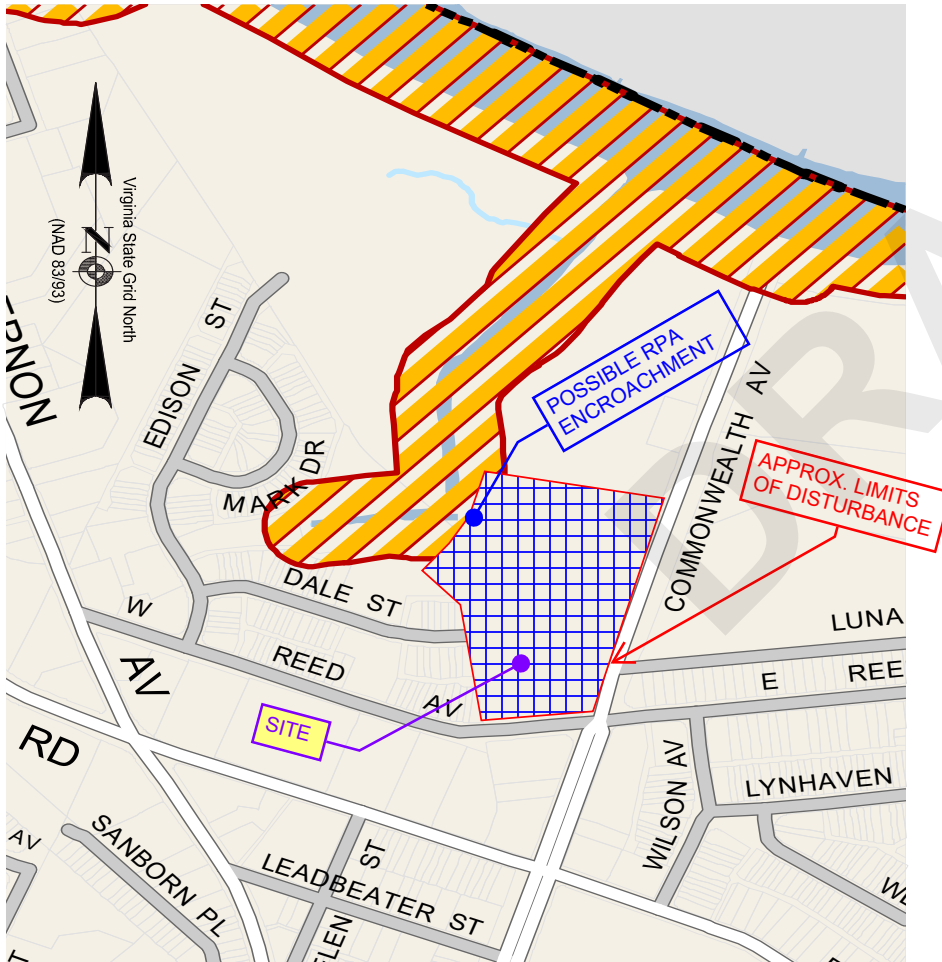 Virginia State Grid North
(NAD 83/93)
N
EDISON ST
MARK DR
POSSIBLE RPA
ENCROACHMENT
COMMONWEALTH AV
APPROX. LIMITS
OF DISTURBANCE
DALE ST
W REED AV
SITE
LUNA
E REE
AV
RD
WILSON AV
LYNHAVEN
SANBORN PL
AV
LEADBEATER ST
ST